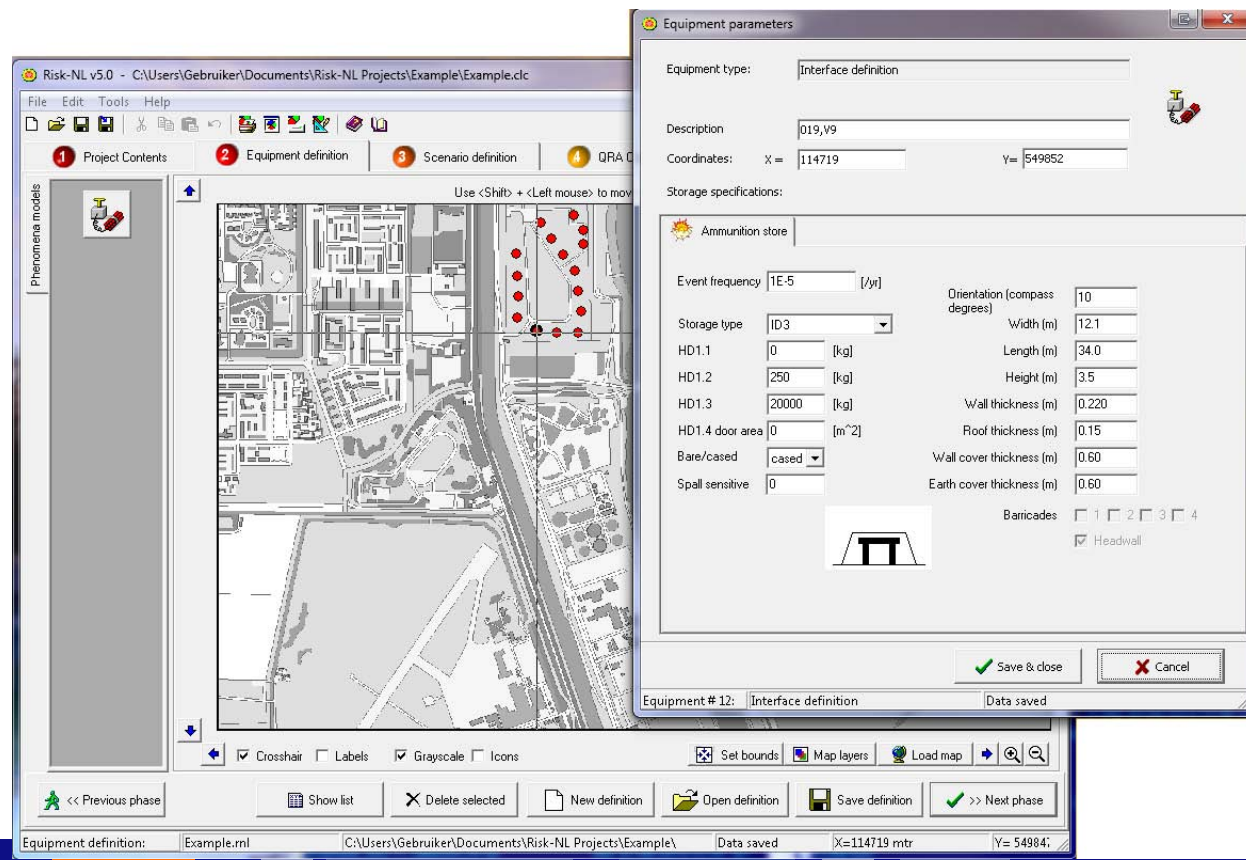 Risk-NL v5.0 - C:\Users\Gebruiker\Documents\Risk-NL Projects\Example\Example.clc
File Edit Tools Help
1 Project Contents
2 Equipment definition
3 Scenario definition
4 QRA
Phenomena models
Use <Shift> + <Left mouse> to mov
Crosshair
Labels
Grayscale
Icons
Set bounds
Map layers
Load map
<< Previous phase
Show list
Delete selected
New definition
Open definition
Save definition
>> Next phase
Equipment definition:
Example.rnl
C:\Users\Gebruiker\Documents\Risk-NL Projects\Example\
Data saved
X=114719 mtr
Y= 54984
Equipment parameters
Equipment type: Interface definition
Description 019,V9
Coordinates: X = 114719 Y= 549852
Storage specifications:
Ammunition store
Event frequency 1E-5 [/yr]
Storage type ID3
HD1.1 0 [kg]
HD1.2 250 [kg]
HD1.3 20000 [kg]
HD1.4 door area 0 [m^2]
Bare/cased cased
Spall sensitive 0
Orientation (compass degrees) 10
Width (m) 12.1
Length (m) 34.0
Height (m) 3.5
Wall thickness (m) 0.220
Roof thickness (m) 0.15
Wall cover thickness (m) 0.60
Earth cover thickness (m) 0.60
Barricades 1 2 3 4
Headwall
Save & close
Cancel
Equipment # 12: Interface definition Data saved